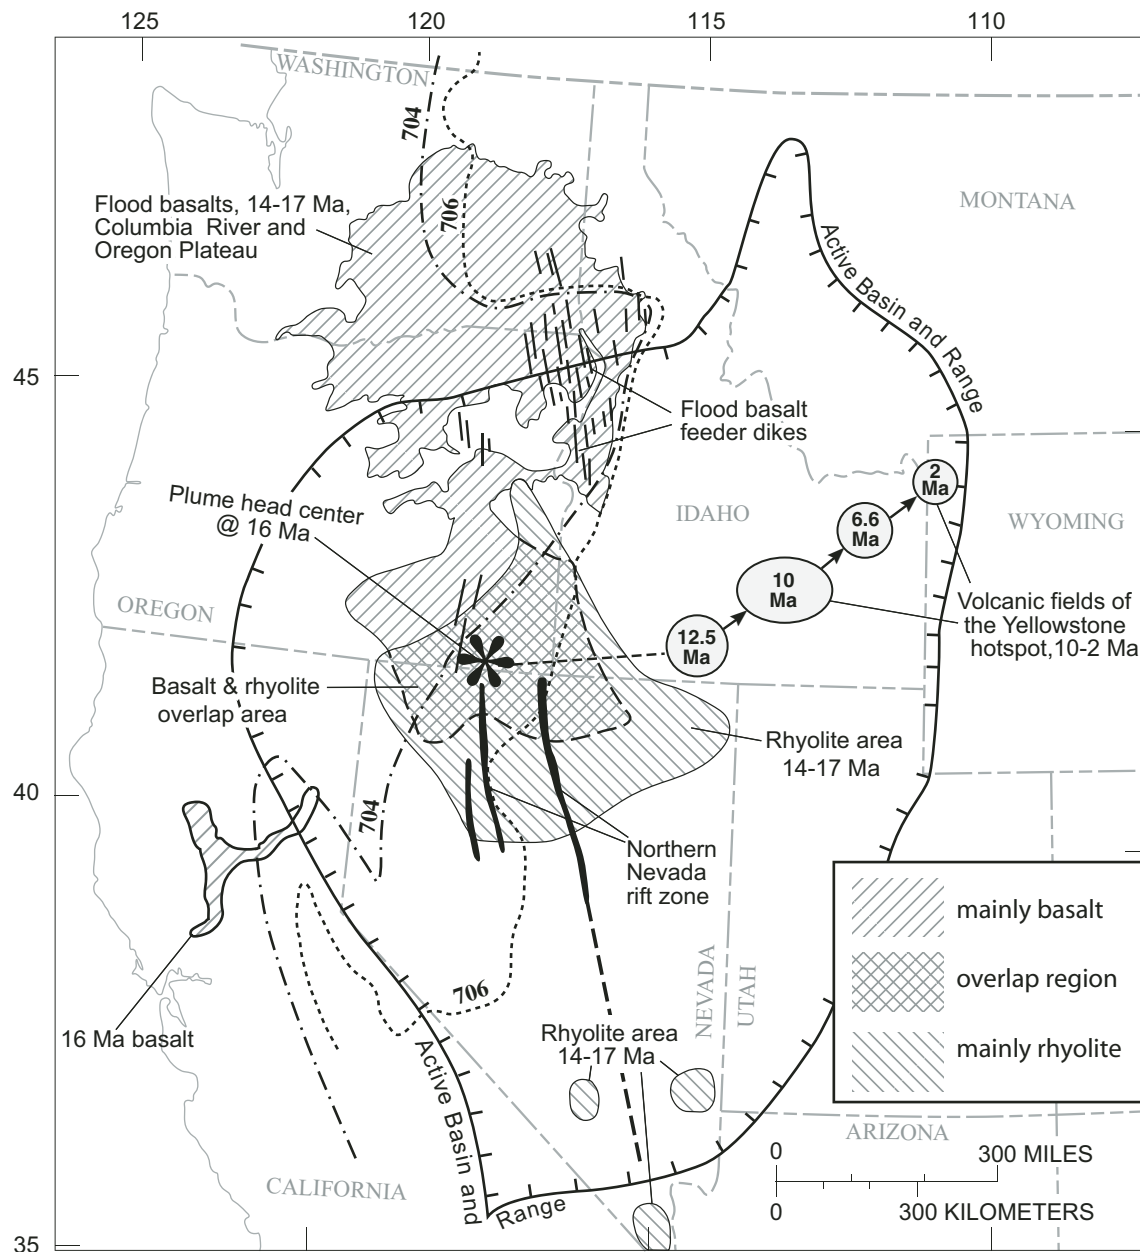 125
120
115
110
WASHINGTON
704
MONTANA
Flood basalts, 14-17 Ma,
Columbia River and
Oregon Plateau
706
Active Basin and Range
45
Flood basalt
feeder dikes
2
Ma
Plume head center
@ 16 Ma
IDAHO
6.6
Ma
WYOMING
10
Ma
OREGON
Volcanic fields of
the Yellowstone
hotspot,10-2 Ma
12.5
Ma
Basalt & rhyolite
overlap area
Rhyolite area
14-17 Ma
40
704
Northern
Nevada
rift zone
mainly basalt
NEVADA
UTAH
overlap region
706
16 Ma basalt
Rhyolite area
14-17 Ma
mainly rhyolite
Active Basin and
Range
ARIZONA
0
300 MILES
CALIFORNIA
0
300 KILOMETERS
35